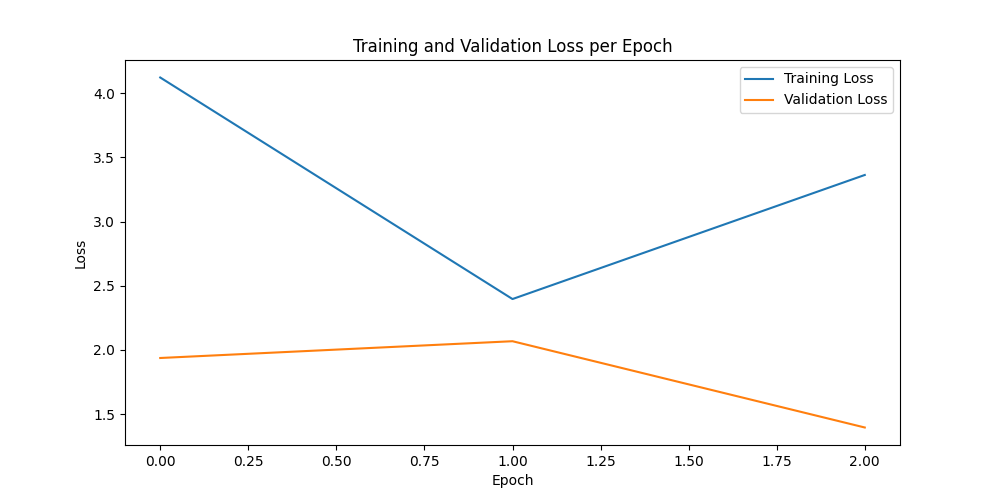 Training and Validation Loss per Epoch
Training Loss
Validation Loss
Loss
4.0
3.5
3.0
2.5
2.0
1.5
0.00 0.25 0.50 0.75 1.00 1.25 1.50 1.75 2.00
Epoch